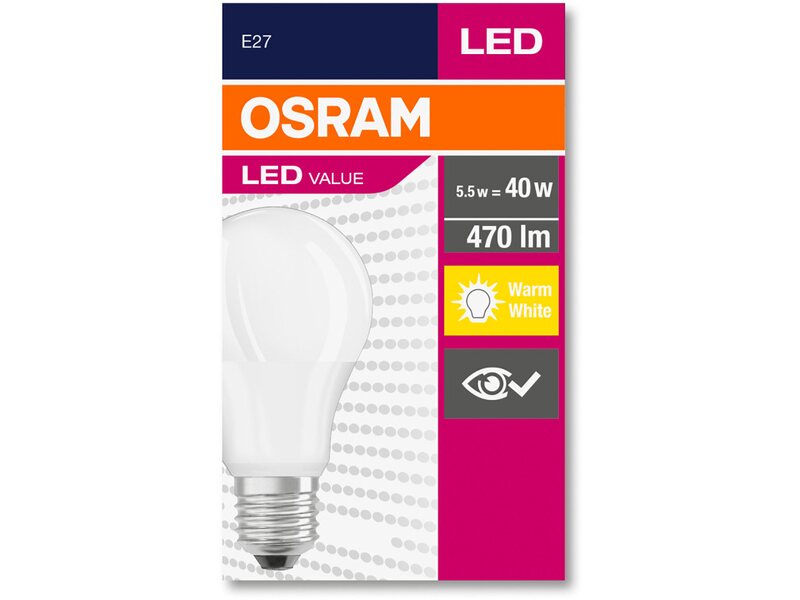 E27
LED
OSRAM
LED VALUE
5.5 w = 40 w
470 lm
Warm
White